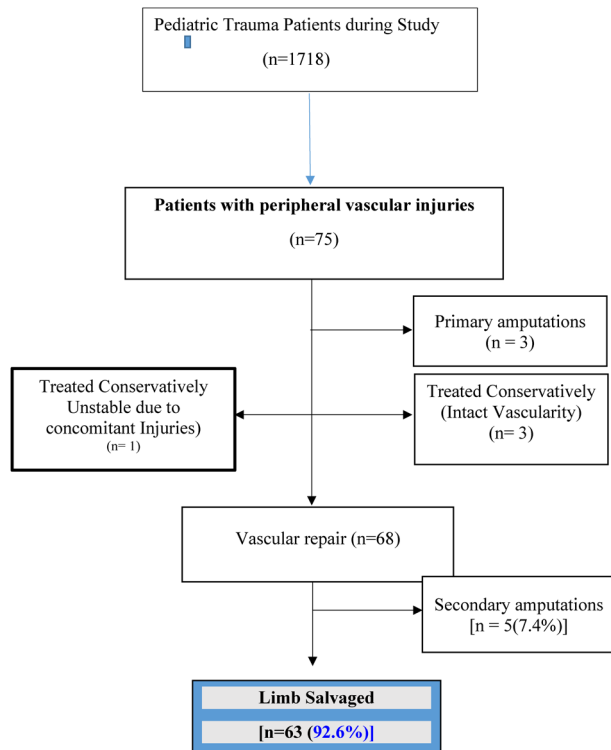 Pediatric Trauma Patients during Study
(n=1718)
Patients with peripheral vascular injuries
(n=75)
Primary amputations
(n = 3)
Treated Conservatively
Unstable due to
concomitant Injuries)
(n= 1)
Treated Conservatively
(Intact Vascularity)
(n = 3)
Vascular repair (n=68)
Secondary amputations
[n = 5(7.4%)]
Limb Salvaged
[n=63 (92.6%)]